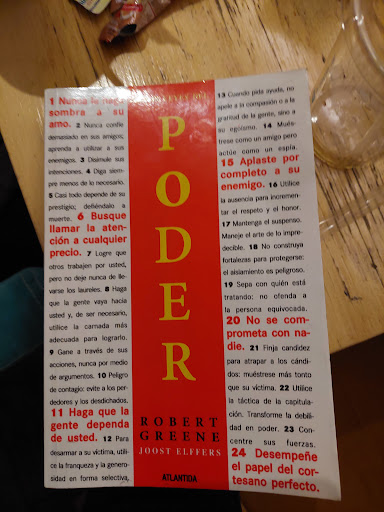 1 Nunca le haga
sombra a su
amo. 2 Nunca confíe
demasiado en sus amigos;
aprenda a utilizar a sus
enemigos. 3 Disimule sus
intenciones. 4 Diga siem-
pre menos de lo necesario.
5 Casi todo depende de su
prestigio; defiéndalo a
muerte. 6 Busque
llamar la aten-
ción a cualquier
precio. 7 Logre que
otros trabajen por usted,
pero no deje nunca de lle-
varse los laureles. 8 Haga
que la gente vaya hacia
usted y, de ser necesario,
utilice la carnada más
adecuada para lograrlo.
9 Gane a través de sus
acciones, nunca por medio
de argumentos. 10 Peligro
de contagio: evite a los per-
dedores y los desdichados.
11 Haga que la
gente dependa
de usted. 12 Para
desarmar a su víctima, utili-
ce la franqueza y la genero-
sidad en forma selectiva.
LEYES DEL
PODER
ROBERT
GREENE
JOOST ELFFERS
ATLANTIDA
13 Cuando pida ayuda, no
apele a la compasión o a la
gratitud de la gente, sino a
su egoísmo. 14 Mués-
trese como un amigo pero
actúe como un espía.
15 Aplaste por
completo a su
enemigo. 16 Utilice
la ausencia para incremen-
tar el respeto y el honor.
17 Mantenga el suspenso.
Maneje el arte de lo impre-
decible. 18 No construya
fortalezas para protegerse:
el aislamiento es peligroso.
19 Sepa con quién está
tratando: no ofenda a
la persona equivocada.
20 No se com-
prometa con na-
die. 21 Finja candidez
para atrapar a los cándi-
dos: muéstrese más tonto
que su víctima. 22 Utilice
la táctica de la capitula-
ción. Transforme la debili-
dad en poder. 23 Con-
centre sus fuerzas.
24 Desempeñe
el papel del cor-
tesano perfecto.